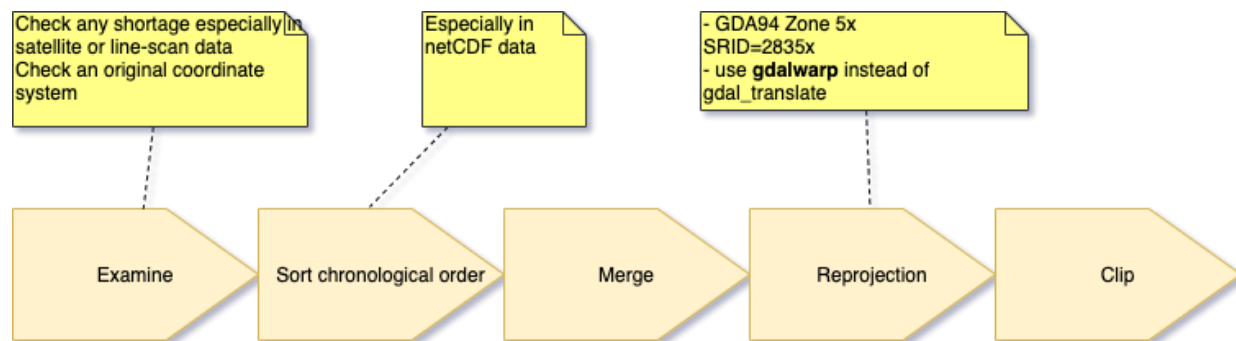 Check any shortage especially in
satellite or line-scan data
Check an original coordinate
system
Especially in
netCDF data
- GDA94 Zone 5x
SRID=2835x
- use gdalwarp instead of
gdal_translate
Examine
Sort chronological order
Merge
Reprojection
Clip